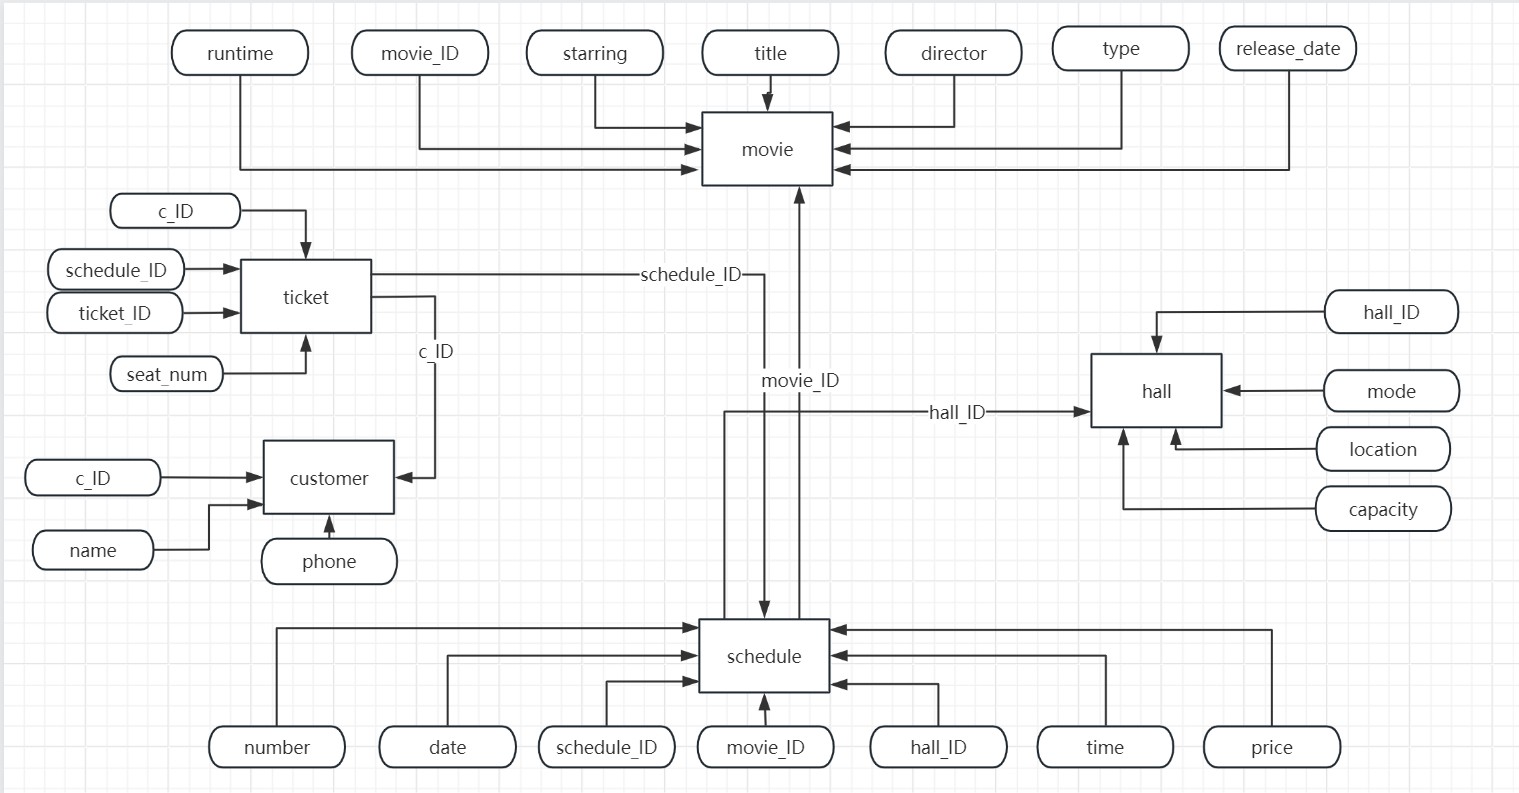 runtime
movie_ID
starring
title
director
type
release_date
movie
c_ID
schedule_ID
ticket_ID
seat_num
ticket
schedule_ID
c_ID
movie_ID
hall_ID
hall_ID
mode
location
capacity
hall
c_ID
name
phone
customer
schedule
number
date
schedule_ID
movie_ID
hall_ID
time
price